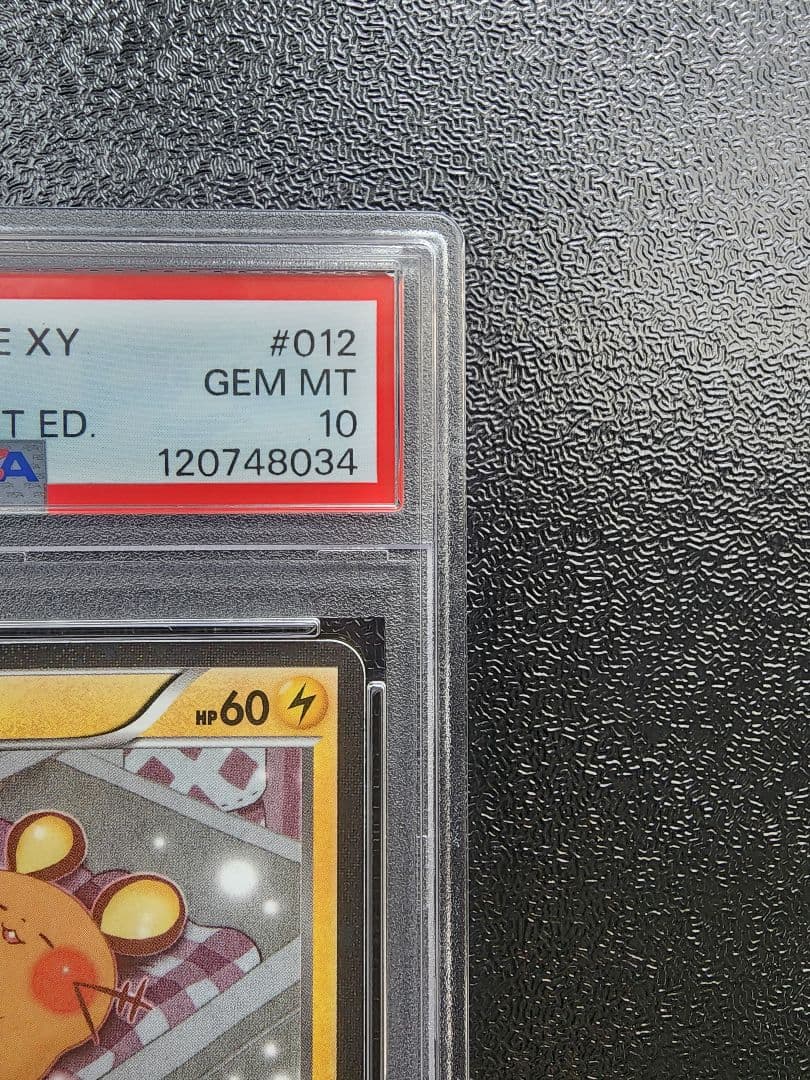 E XY #012
GEM MT
T ED. 10
A 120748034
HP60